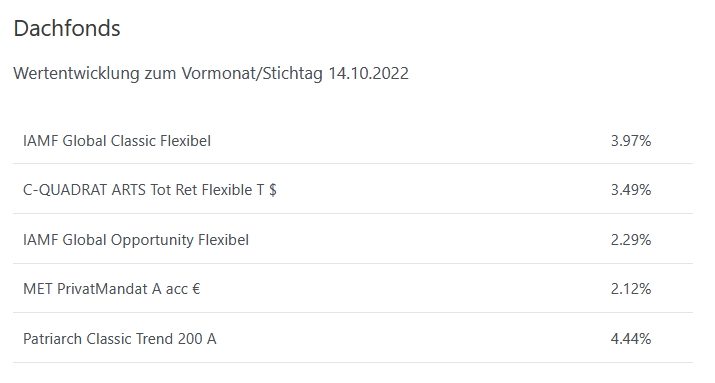 Dachfonds
Wertentwicklung zum Vormonat/Stichtag 14.10.2022
IAMF Global Classic Flexibel 3.97%
C-QUADRAT ARTS Tot Ret Flexible T $ 3.49%
IAMF Global Opportunity Flexibel 2.29%
MET PrivatMandat A acc € 2.12%
Patriarch Classic Trend 200 A 4.44%